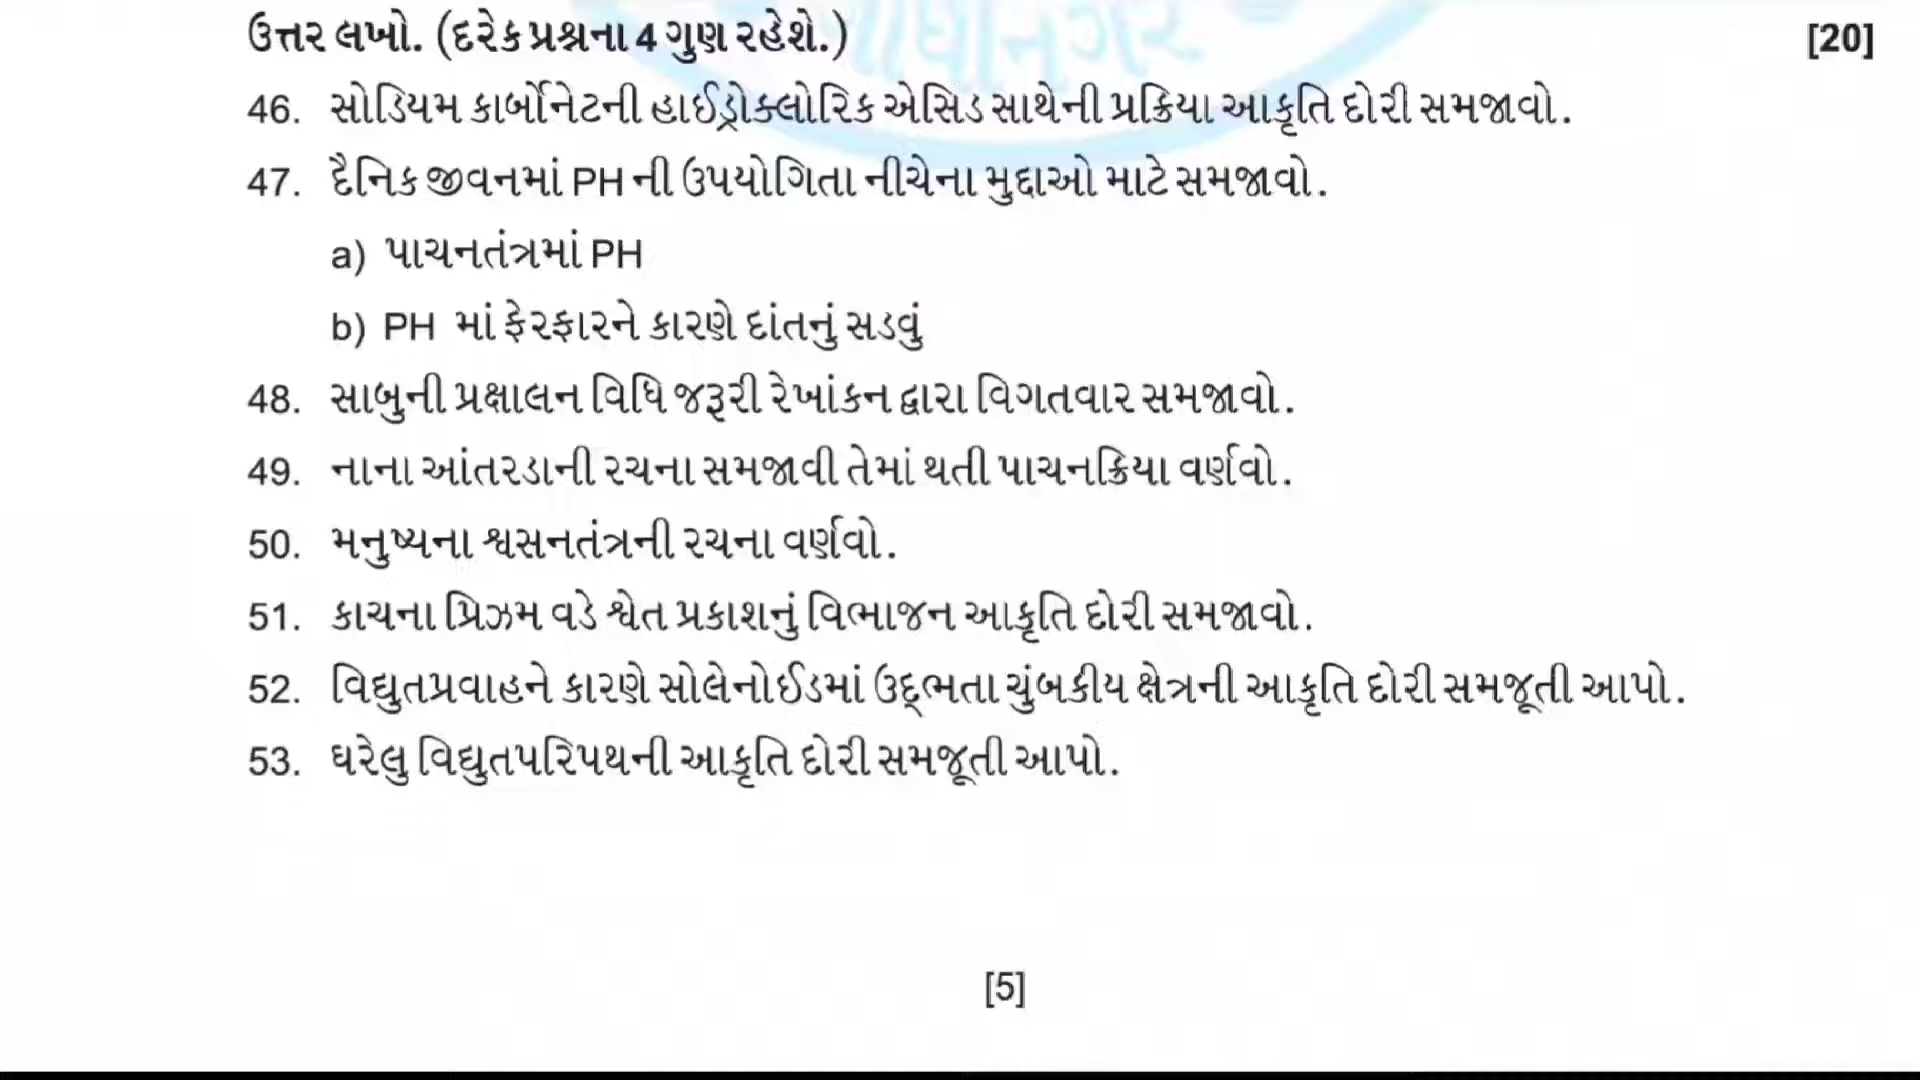 ગાંધીનગર
ઉત્તર લખો. (દરેક પ્રશ્નના 4 ગુણ રહેશે.) [20]
46. સોડિયમ કાર્બોનેટની હાઈડ્રોક્લોરિક એસિડ સાથેની પ્રક્રિયા આકૃતિ દોરી સમજાવો.
47. દૈનિક જીવનમાં PH ની ઉપયોગિતા નીચેના મુદ્દાઓ માટે સમજાવો.
a) પાચનતંત્રમાં PH
b) PH માં ફેરફારને કારણે દાંતનું સડવું
48. સાબુની પ્રક્ષાલન વિધિ જરૂરી રેખાંકન દ્વારા વિગતવાર સમજાવો.
49. નાના આંતરડાની રચના સમજાવી તેમાં થતી પાચનક્રિયા વર્ણવો.
50. મનુષ્યના શ્વસનતંત્રની રચના વર્ણવો.
51. કાચના પ્રિઝમ વડે શ્વેત પ્રકાશનું વિભાજન આકૃતિ દોરી સમજાવો.
52. વિદ્યુતપ્રવાહને કારણે સોલેનોઈડમાં ઉદ્‌ભતા ચુંબકીય ક્ષેત્રની આકૃતિ દોરી સમજૂતી આપો.
53. ઘરેલુ વિદ્યુતપરિપથની આકૃતિ દોરી સમજૂતી આપો.
[5]